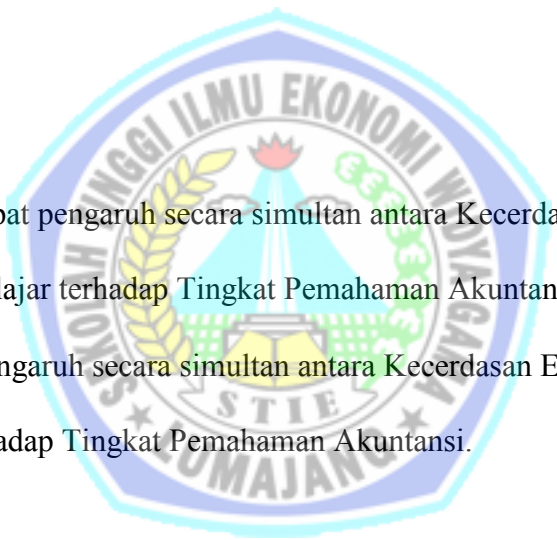 SEKOLAH TINGGI ILMU EKONOMI WIDYA GAMA
pat pengaruh secara simultan antara Kecerda
lajar terhadap Tingkat Pemahaman Akuntan
ngaruh secara simultan antara Kecerdasan E
STIE
adap Tingkat Pemahaman Akuntansi.
LUMAJANG